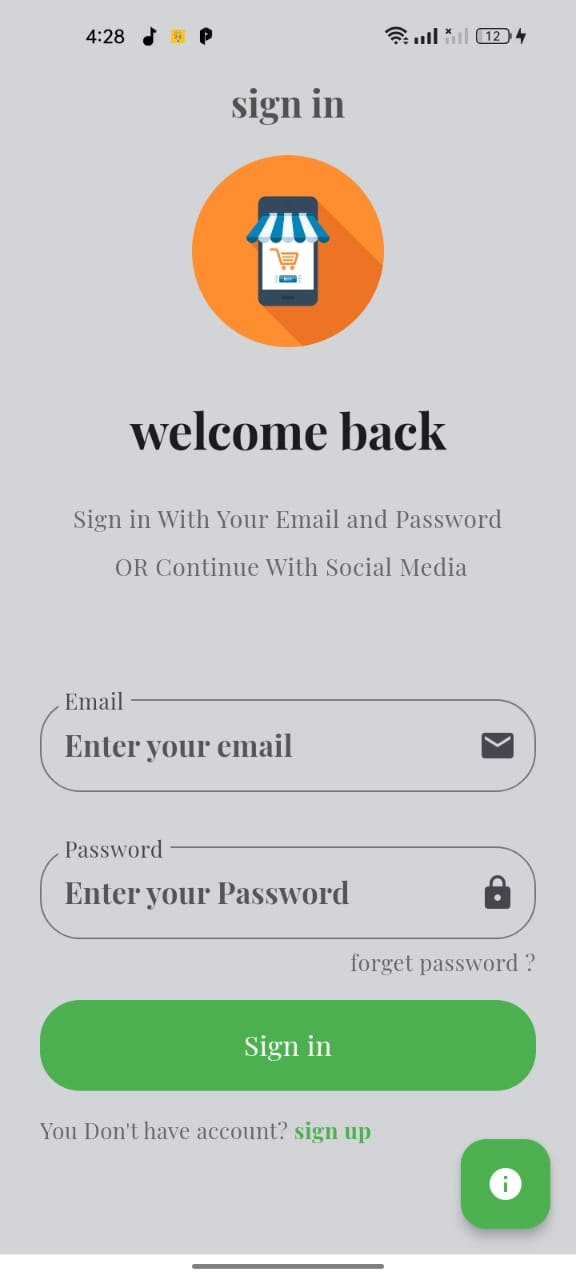 4:28
12
sign in
welcome back
Sign in With Your Email and Password
OR Continue With Social Media
Email
Enter your email
Password
Enter your Password
forget password ?
Sign in
You Don't have account? sign up